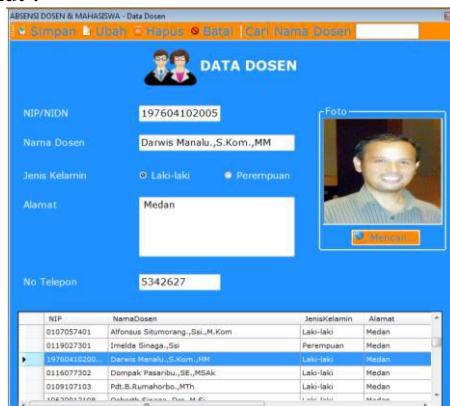 ABSENSI DOSEN & MAHASISWA - Data Dosen
Simpan Ubah Hapus Batal Cari Nama Dosen
DATA DOSEN
NIP/NIDN 197604102005
Foto
Nama Dosen Darwis Manalu.,S.Kom.,MM
Jenis Kelamin Laki-laki Perempuan
Alamat Medan
Mencari
No Telepon 5342627
NIP NamaDosen JenisKelamin Alamat
0107057401 Alfonsus Situmorang.,Ssi.,M.Kom Laki-laki Medan
0119027301 Imelda Sinaga.,Ssi Perempuan Medan
19760410200... Darwis Manalu.,S.Kom.,MM Laki-laki Medan
0116077302 Dompak Pasaribu.,SE.,MSAk Laki-laki Medan
0109107103 Pdt.B.Rumahorbo.,MTh Laki-laki Medan